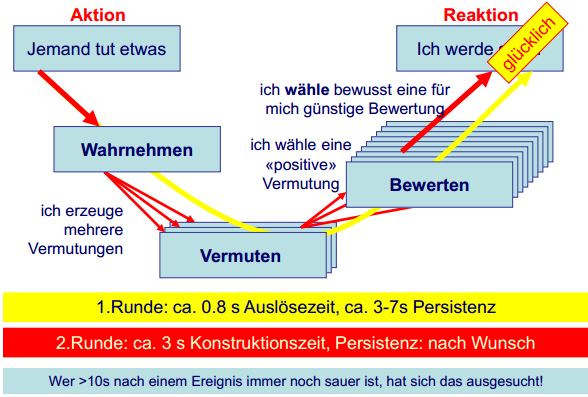 Aktion
Reaktion
Jemand tut etwas
Ich werde
glücklich
ich wähle bewusst eine für
mich günstige Bewertung
Wahrnehmen
ich wähle eine
«positive»
Vermutung
Bewerten
ich erzeuge
mehrere
Vermutungen
Vermuten
1.Runde: ca. 0.8 s Auslösezeit, ca. 3-7s Persistenz
2.Runde: ca. 3 s Konstruktionszeit, Persistenz: nach Wunsch
Wer >10s nach einem Ereignis immer noch sauer ist, hat sich das ausgesucht!